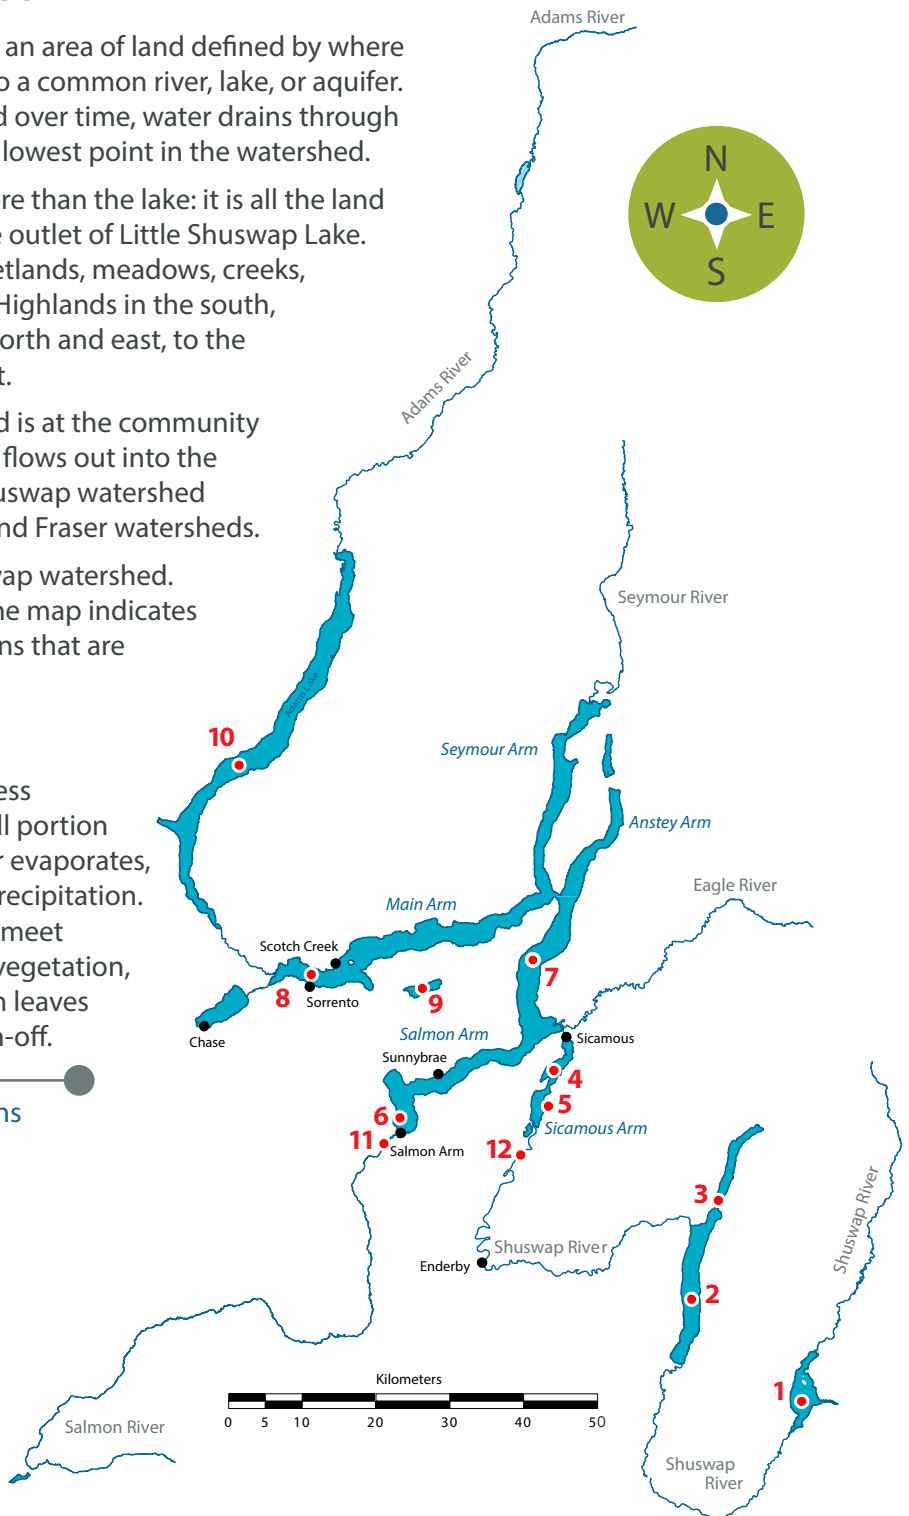 an area of land defined by where
o a common river, lake, or aquifer.
d over time, water drains through
lowest point in the watershed.
re than the lake: it is all the land
e outlet of Little Shuswap Lake.
etlands, meadows, creeks,
Highlands in the south,
orth and east, to the
t.
d is at the community
flows out into the
uswap watershed
nd Fraser watersheds.
wap watershed.
he map indicates
ns that are
ess
ll portion
r evaporates,
recipitation.
meet
vegetation,
n leaves
n-off.
ns
Adams River
N
W E
S
Adams River
Seymour River
Adams Lake
10
Seymour Arm
Anstey Arm
Eagle River
Main Arm
Scotch Creek
7
8
Sorrento
9
Chase
Salmon Arm
Sicamous
Sunnybrae
4
5
6
Sicamous Arm
11
Salmon Arm
12
3
Shuswap River
Shuswap River
Enderby
2
Kilometers
0 5 10 20 30 40 50
1
Salmon River
Shuswap
River